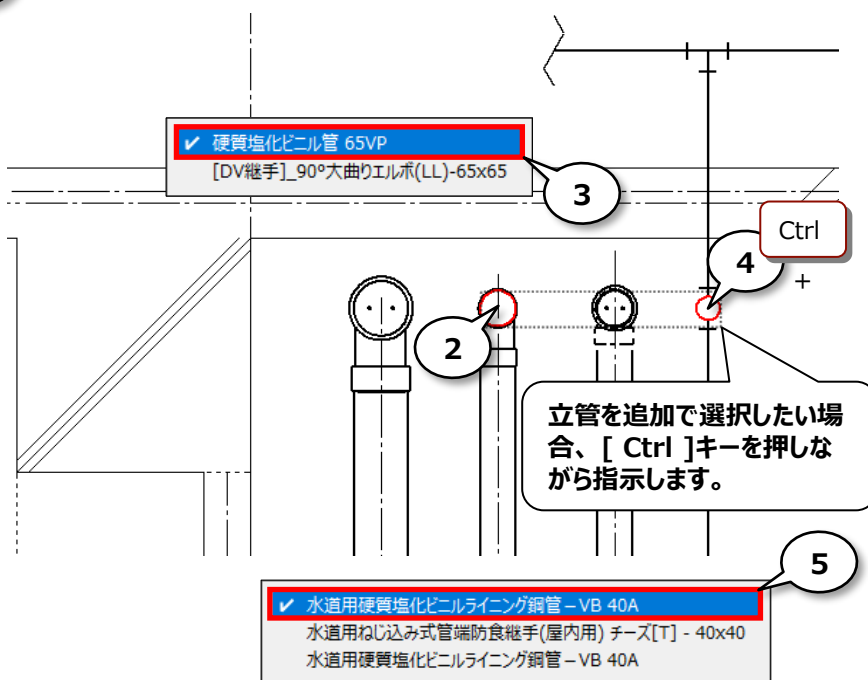 ✔ 硬質塩化ビニル管 65VP
[DV継手]_90º大曲りエルボ(LL)-65x65
3
Ctrl
4
+
2
立管を追加で選択したい場
合、[ Ctrl ]キーを押しな
がら指示します。
5
✔ 水道用硬質塩化ビニルライニング鋼管 – VB 40A
水道用ねじ込み式管端防食継手(屋内用) チーズ[T] - 40x40
水道用硬質塩化ビニルライニング鋼管 – VB 40A